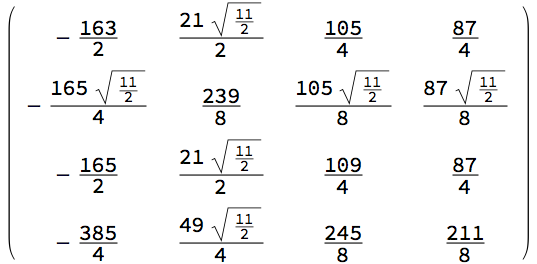 - 163/2  21 √(11/2)/2  105/4  87/4
- 165 √(11/2)/4  239/8  105 √(11/2)/8  87 √(11/2)/8
- 165/2  21 √(11/2)/2  109/4  87/4
- 385/4  49 √(11/2)/4  245/8  211/8